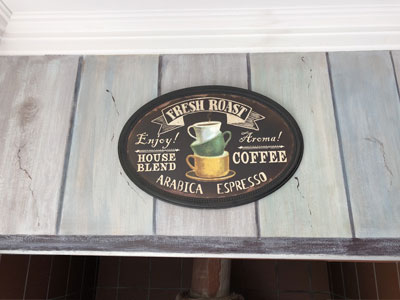 FRESH ROAST
Enjoy! Aroma!
HOUSE BLEND COFFEE
ARABICA ESPRESSO